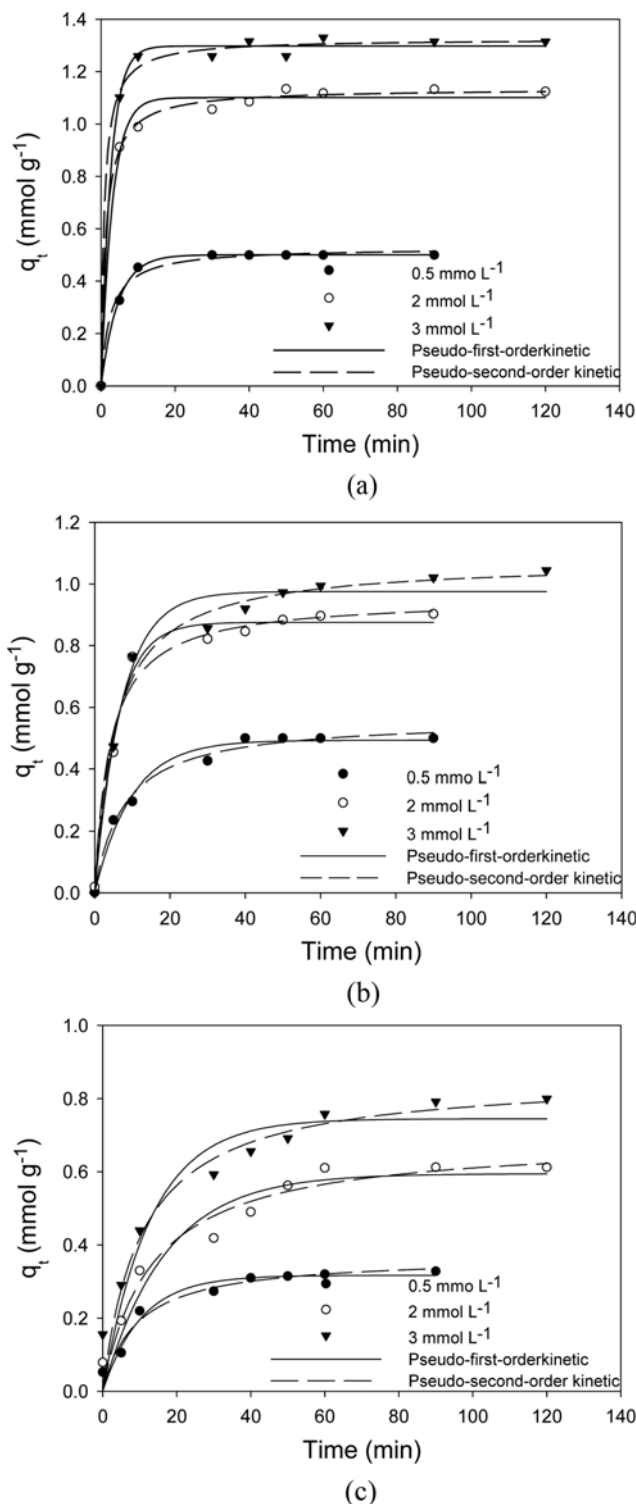 1.4
1.2
1.0
0.8
0.6
0.4
0.2
0.0
q_t (mmol g⁻¹)
0.5 mmo L⁻¹
2 mmol L⁻¹
3 mmol L⁻¹
Pseudo-first-orderkinetic
Pseudo-second-order kinetic
0 20 40 60 80 100 120 140
Time (min)
(a)
1.2
1.0
0.8
0.6
0.4
0.2
0.0
q_t (mmol g⁻¹)
0.5 mmo L⁻¹
2 mmol L⁻¹
3 mmol L⁻¹
Pseudo-first-orderkinetic
Pseudo-second-order kinetic
0 20 40 60 80 100 120 140
Time (min)
(b)
1.0
0.8
0.6
0.4
0.2
0.0
q_t (mmol g⁻¹)
0.5 mmo L⁻¹
2 mmol L⁻¹
3 mmol L⁻¹
Pseudo-first-orderkinetic
Pseudo-second-order kinetic
0 20 40 60 80 100 120 140
Time (min)
(c)